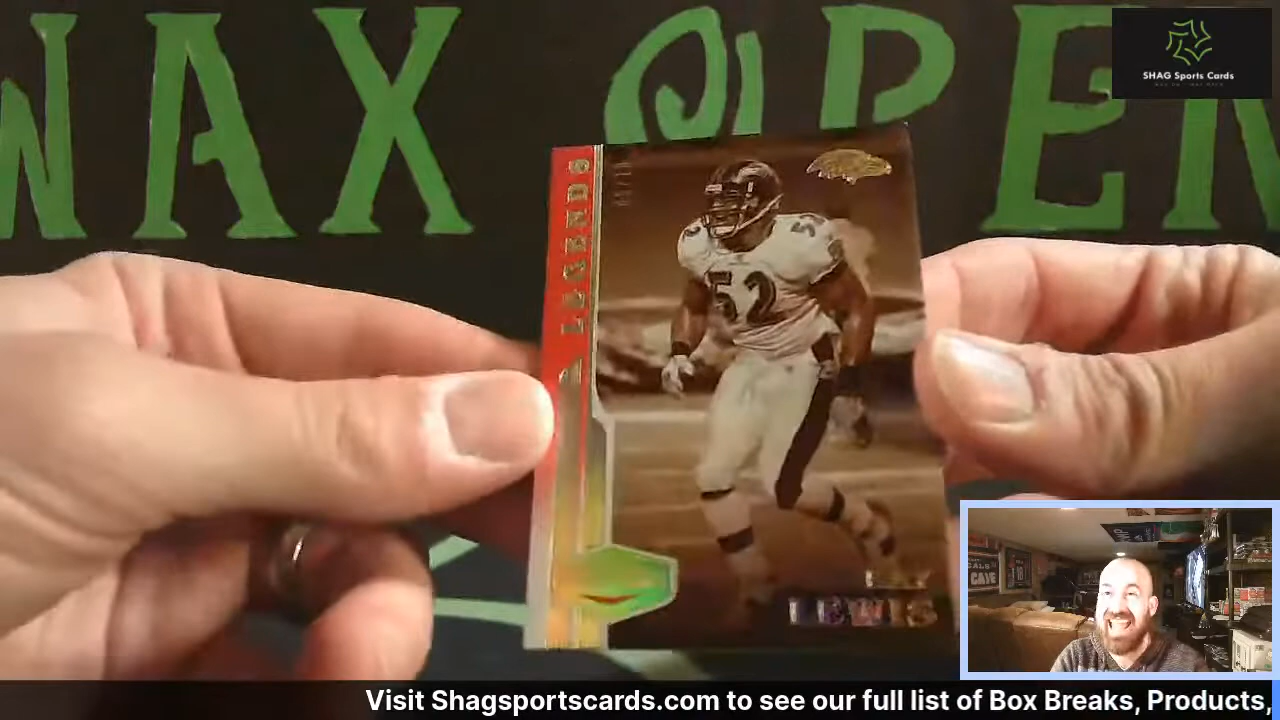 WAX OPEN
SHAG Sports Cards
LEGENDS
52
LEWIS
Visit Shagsportscards.com to see our full list of Box Breaks, Products,